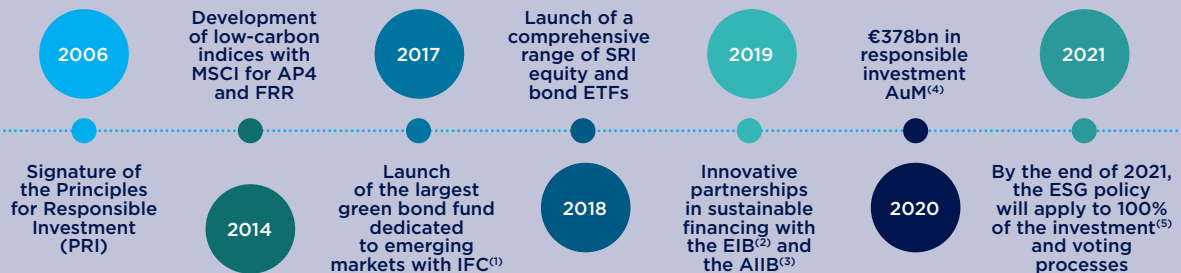 2006
Signature of
the Principles
for Responsible
Investment
(PRI)
Development
of low-carbon
indices with
MSCI for AP4
and FRR
2014
2017
Launch
of the largest
green bond fund
dedicated
to emerging
markets with IFC(1)
Launch of a
comprehensive
range of SRI
equity and
bond ETFs
2018
2019
Innovative
partnerships
in sustainable
financing with
the EIB(2) and
the AIIB(3)
€378bn in
responsible
investment
AuM(4)
2020
2021
By the end of 2021,
the ESG policy
will apply to 100%
of the investment(5)
and voting
processes